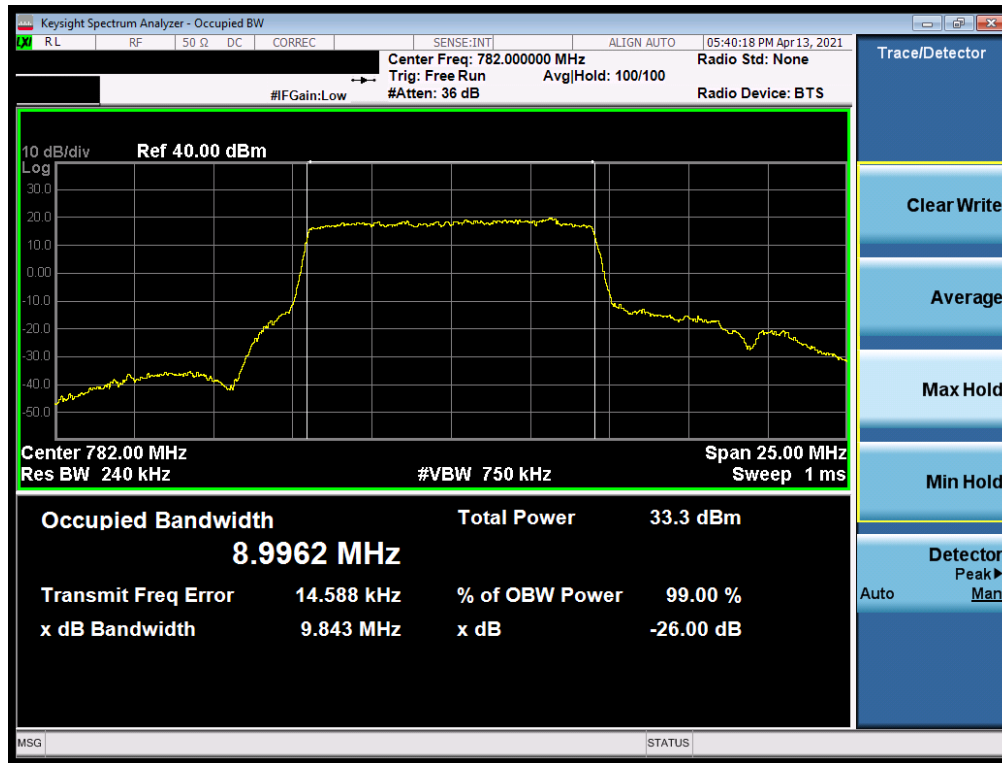 Keysight Spectrum Analyzer - Occupied BW
LXI RL RF 50 Ω DC CORREC SENSE:INT ALIGN AUTO 05:40:18 PM Apr 13, 2021
Center Freq: 782.000000 MHz Radio Std: None
Trig: Free Run Avg|Hold: 100/100
#IFGain:Low #Atten: 36 dB Radio Device: BTS
10 dB/div Ref 40.00 dBm
Log
30.0
20.0
10.0
0.00
-10.0
-20.0
-30.0
-40.0
-50.0
Center 782.00 MHz Span 25.00 MHz
Res BW 240 kHz #VBW 750 kHz Sweep 1 ms
Occupied Bandwidth Total Power 33.3 dBm
8.9962 MHz
Transmit Freq Error 14.588 kHz % of OBW Power 99.00 %
x dB Bandwidth 9.843 MHz x dB -26.00 dB
MSG STATUS
Trace/Detector
Clear Write
Average
Max Hold
Min Hold
Detector
Peak▶
Auto Man